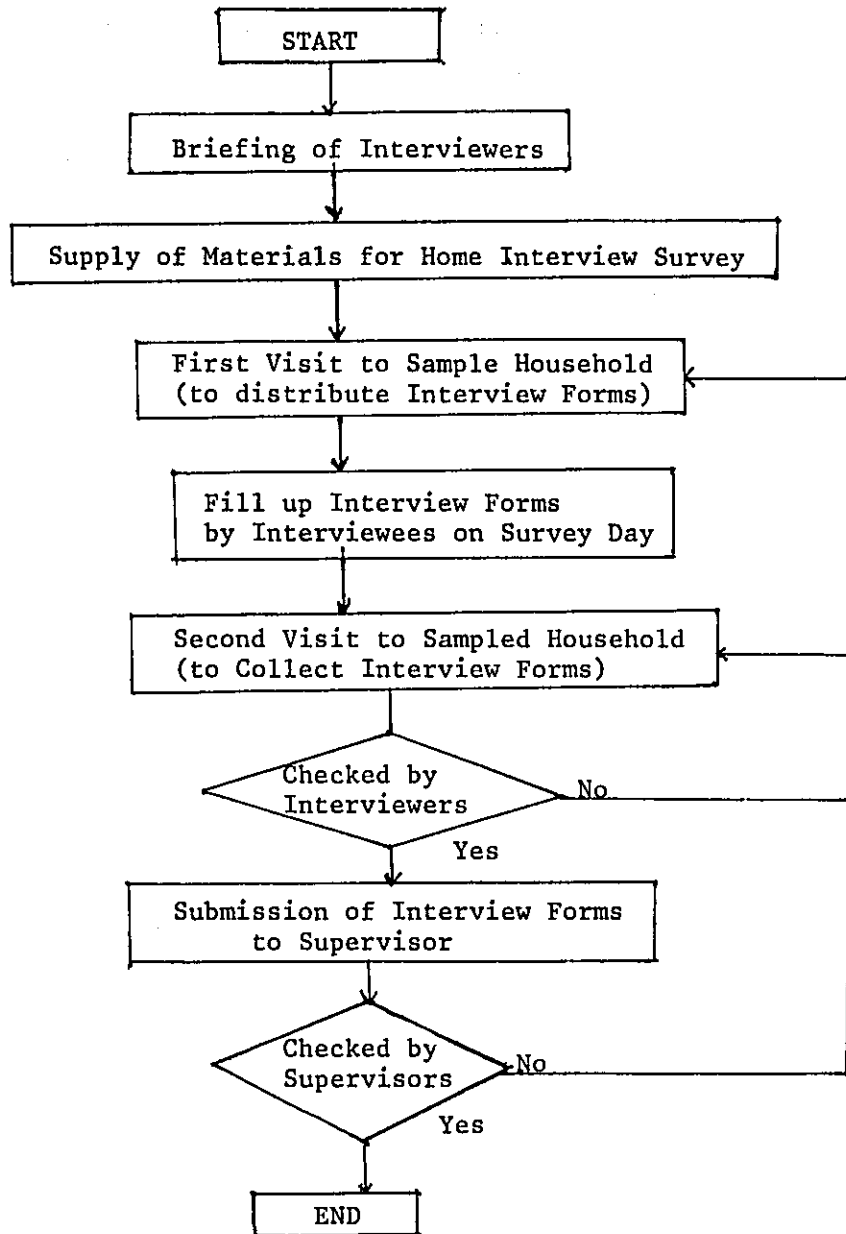 START
Briefing of Interviewers
Supply of Materials for Home Interview Survey
First Visit to Sample Household
(to distribute Interview Forms)
Fill up Interview Forms
by Interviewees on Survey Day
Second Visit to Sampled Household
(to Collect Interview Forms)
Checked by
Interviewers
No
Yes
Submission of Interview Forms
to Supervisor
Checked by
Supervisors
No
Yes
END